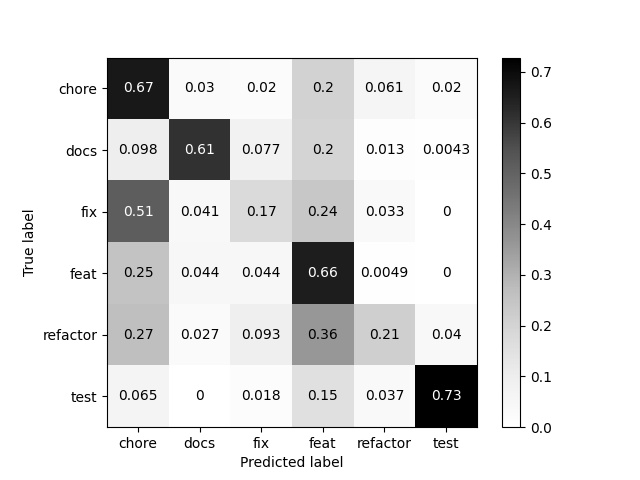 chore 0.67 0.03 0.02 0.2 0.061 0.02
docs 0.098 0.61 0.077 0.2 0.013 0.0043
fix 0.51 0.041 0.17 0.24 0.033 0
feat 0.25 0.044 0.044 0.66 0.0049 0
refactor 0.27 0.027 0.093 0.36 0.21 0.04
test 0.065 0 0.018 0.15 0.037 0.73
chore docs fix feat refactor test
Predicted label
True label
0.7
0.6
0.5
0.4
0.3
0.2
0.1
0.0